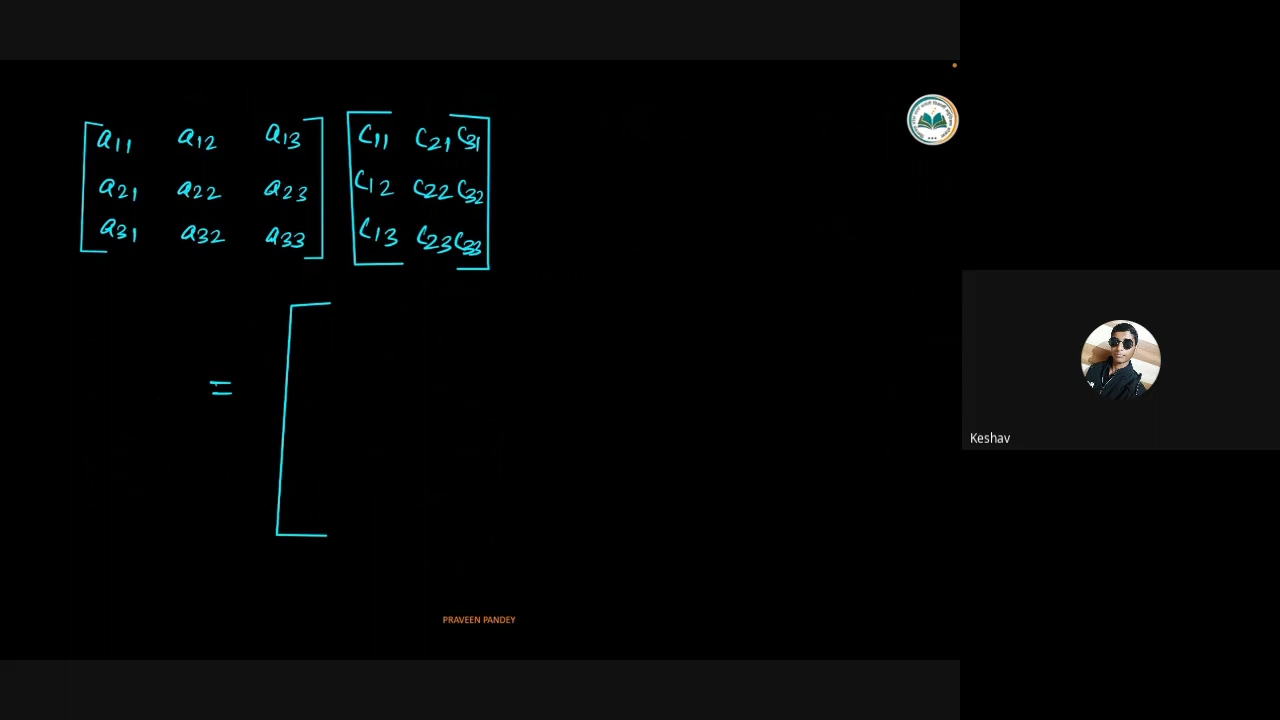 a11 a12 a13 c11 c21 c31
a21 a22 a23 c12 c22 c32
a31 a32 a33 c13 c23 c33
=
Keshav
PRAVEEN PANDEY